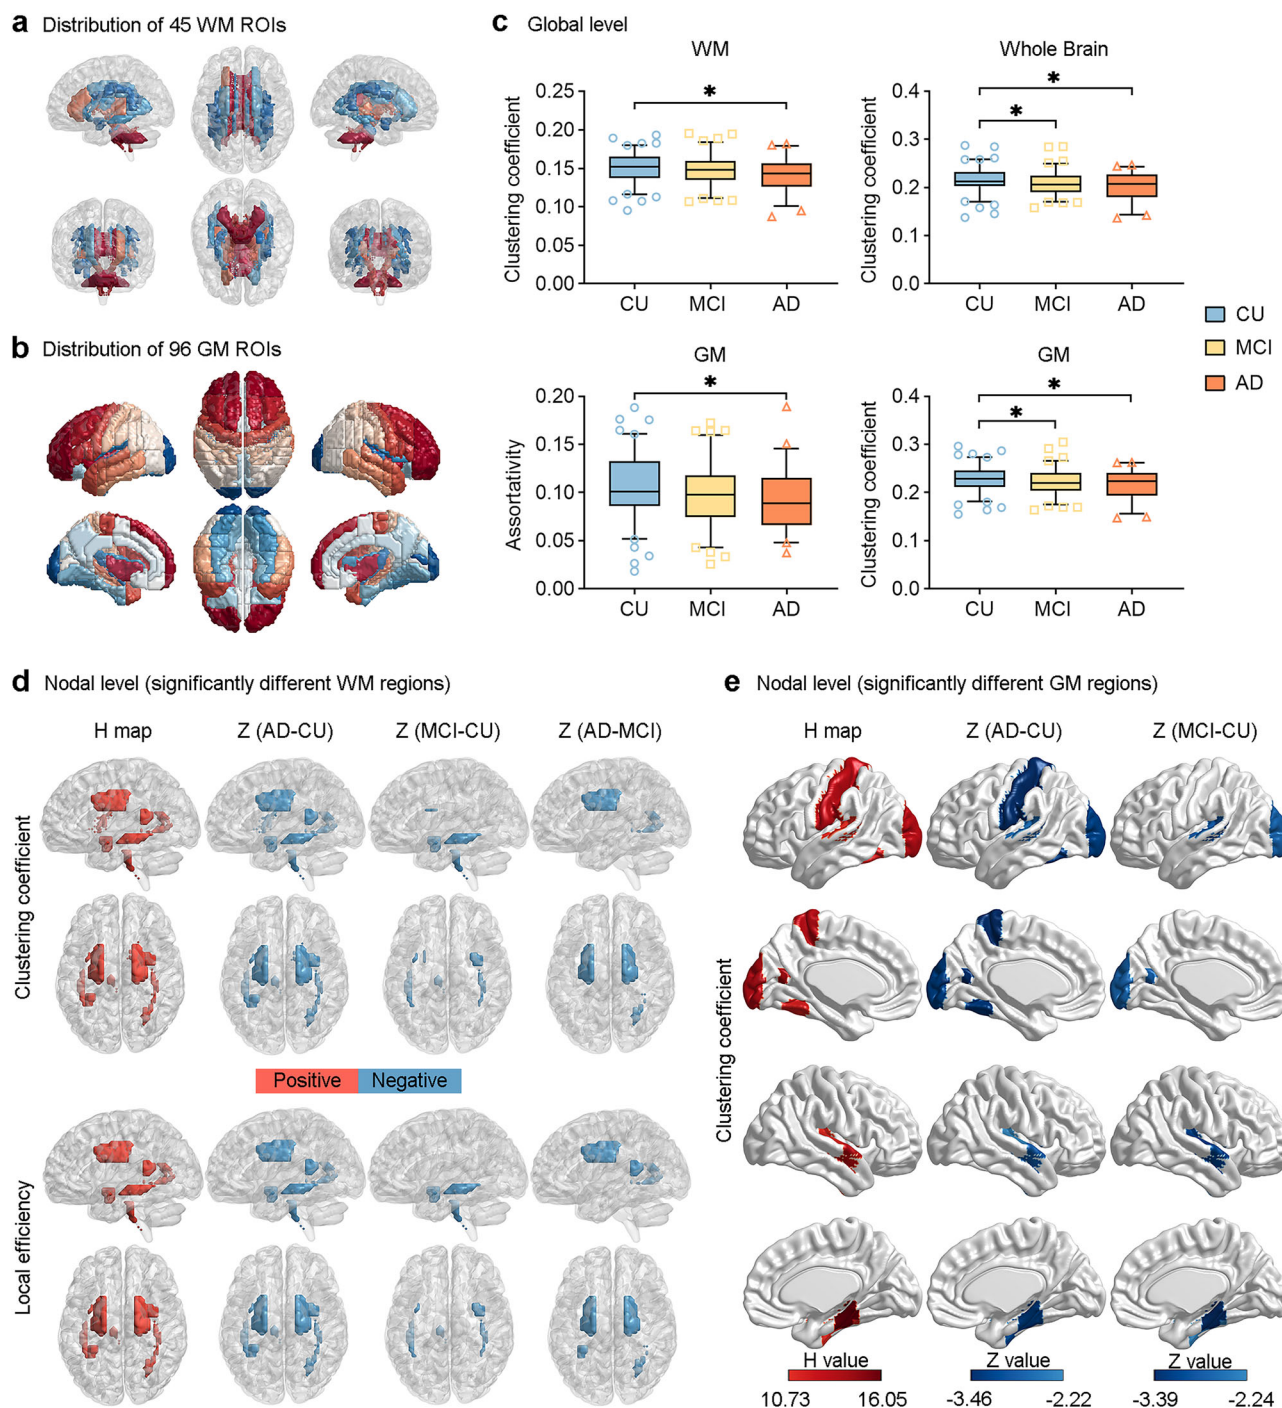 a Distribution of 45 WM ROIs
b Distribution of 96 GM ROIs
c Global level
WM
Clustering coefficient
0.25
0.20
0.15
0.10
0.05
0.00
*
CU MCI AD
Whole Brain
Clustering coefficient
0.4
0.3
0.2
0.1
0.0
*
*
CU MCI AD
CU
MCI
AD
GM
Assortativity
0.20
0.15
0.10
0.05
0.00
*
CU MCI AD
GM
Clustering coefficient
0.4
0.3
0.2
0.1
0.0
*
*
CU MCI AD
d Nodal level (significantly different WM regions)
H map Z (AD-CU) Z (MCI-CU) Z (AD-MCI)
Clustering coefficient
Positive Negative
Local efficiency
e Nodal level (significantly different GM regions)
H map Z (AD-CU) Z (MCI-CU)
Clustering coefficient
H value Z value Z value
10.73 16.05 -3.46 -2.22 -3.39 -2.24